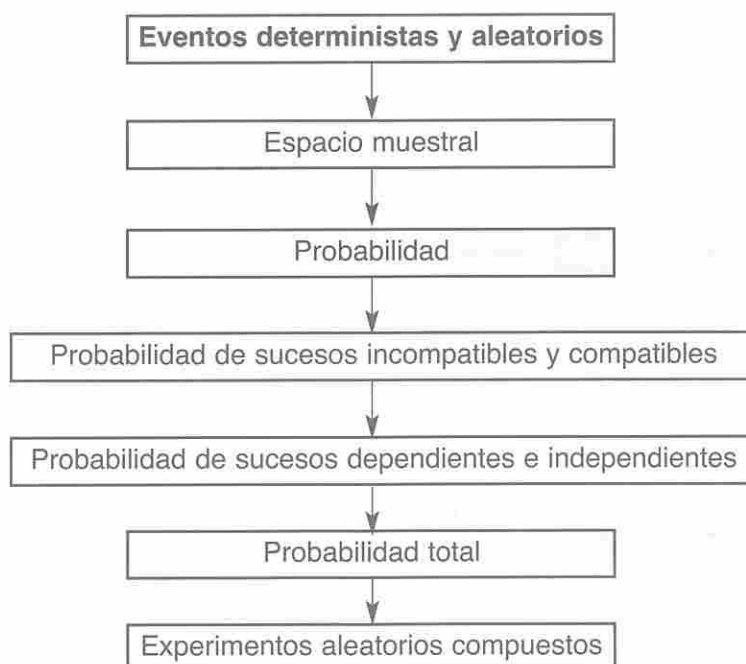 Eventos deterministas y aleatorios
Espacio muestral
Probabilidad
Probabilidad de sucesos incompatibles y compatibles
Probabilidad de sucesos dependientes e independientes
Probabilidad total
Experimentos aleatorios compuestos